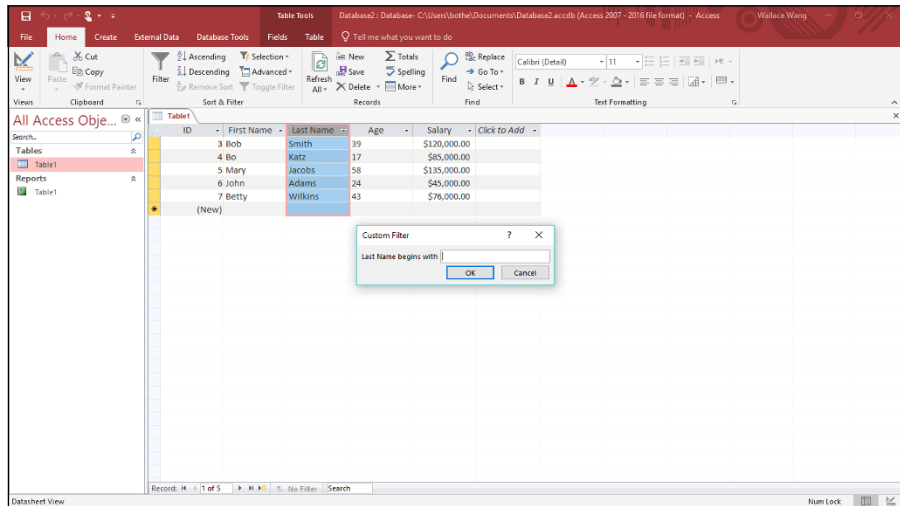 Table Tools Database2 : Database- C:\Users\bothe\Documents\Database2.accdb (Access 2007 - 2016 file format) - Access Wallace Wang
File Home Create External Data Database Tools Fields Table Tell me what you want to do
View
Views
Paste
Cut
Copy
Format Painter
Clipboard
Filter
Ascending
Descending
Remove Sort
Selection
Advanced
Toggle Filter
Sort & Filter
Refresh
All
New
Save
Delete
Totals
Spelling
More
Records
Find
Replace
Go To
Select
Find
Calibri (Detail) 11
B I U A
Text Formatting
All Access Obje...
Search..
Tables
Table1
Reports
Table1
Table1
ID First Name Last Name Age Salary Click to Add
3 Bob Smith 39 $120,000.00
4 Bo Katz 17 $85,000.00
5 Mary Jacobs 58 $135,000.00
6 John Adams 24 $45,000.00
7 Betty Wilkins 43 $76,000.00
(New)
Custom Filter ?
Last Name begins with
OK Cancel
Record: 1 of 5 No Filter Search
Datasheet View Num Lock